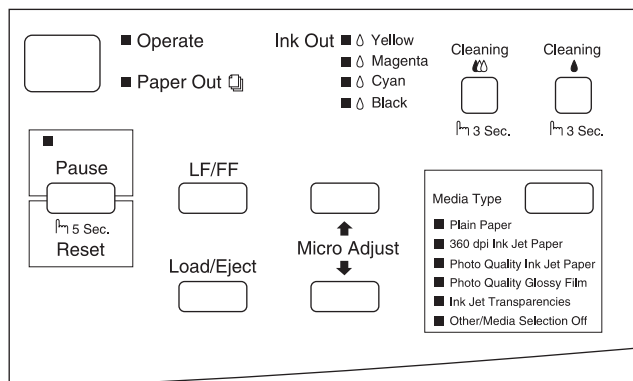 Operate
Paper Out
Ink Out
Yellow
Magenta
Cyan
Black
Cleaning
3 Sec.
Cleaning
3 Sec.
Pause
5 Sec.
Reset
LF/FF
Load/Eject
Micro Adjust
Media Type
Plain Paper
360 dpi Ink Jet Paper
Photo Quality Ink Jet Paper
Photo Quality Glossy Film
Ink Jet Transparencies
Other/Media Selection Off